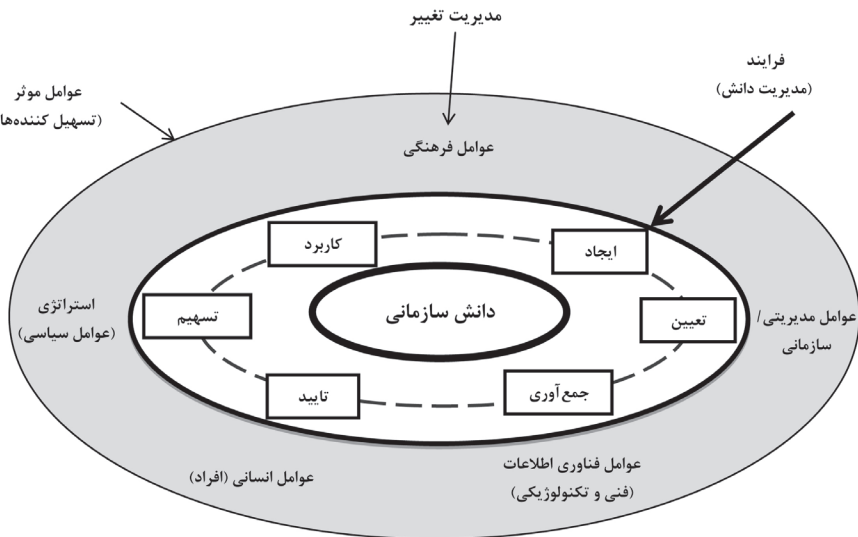 مدیریت تغییر
فرایند
(مدیریت دانش)
عوامل موثر
(تسهیل کننده‌ها
عوامل فرهنگی
کاربرد
ایجاد
استراتژی
(عوامل سیاسی)
تسهیم
دانش سازمانی
تعیین
عوامل مدیریتی/
سازمانی
تایید
جمع‌آوری
عوامل انسانی (افراد)
عوامل فناوری اطلاعات
(فنی و تکنولوژیکی)